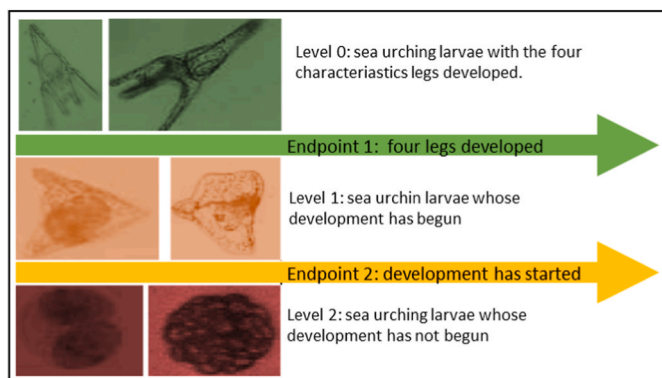 Level 0: sea urching larvae with the four
characteriastics legs developed.
Endpoint 1: four legs developed
Level 1: sea urchin larvae whose
development has begun
Endpoint 2: development has started
Level 2: sea urching larvae whose
development has not begun